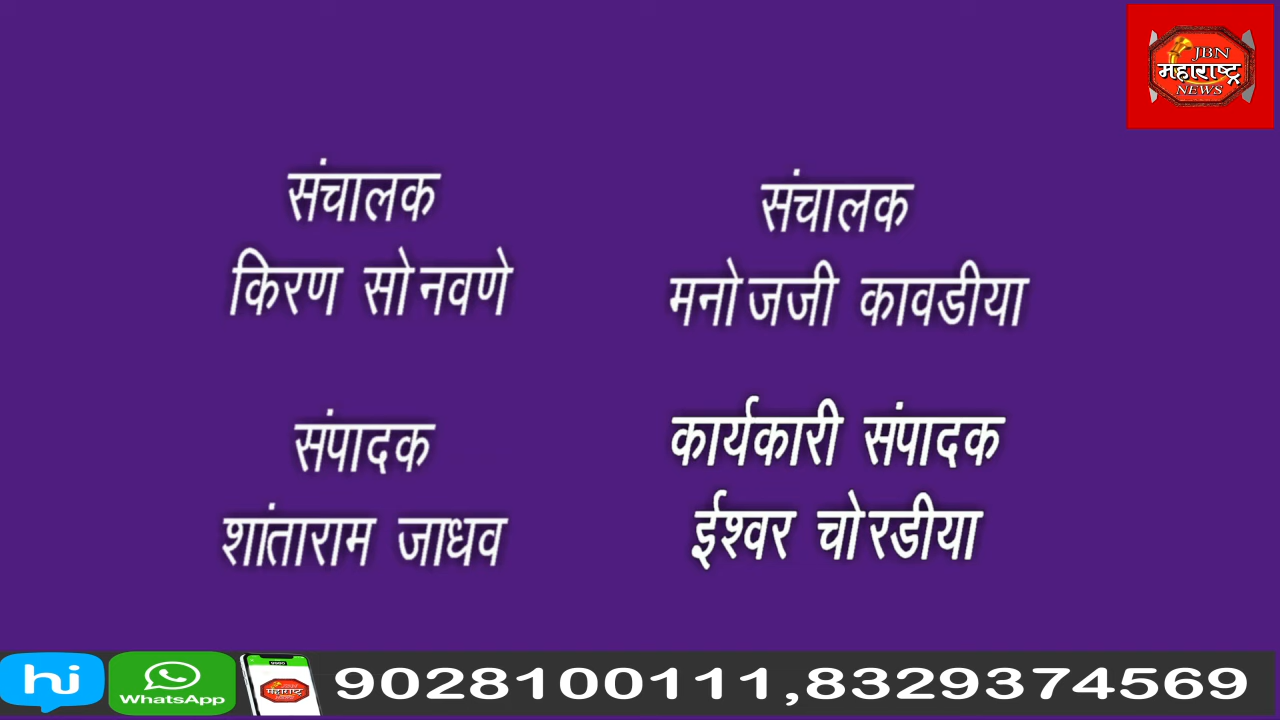 JBN
महाराष्ट्र
NEWS
संचालक
किरण सोनवणे
संचालक
मनोजजी कावडीया
संपादक
शांताराम जाधव
कार्यकारी संपादक
ईश्वर चोरडीया
hi
WhatsApp
महाराष्ट्र
9028100111,8329374569